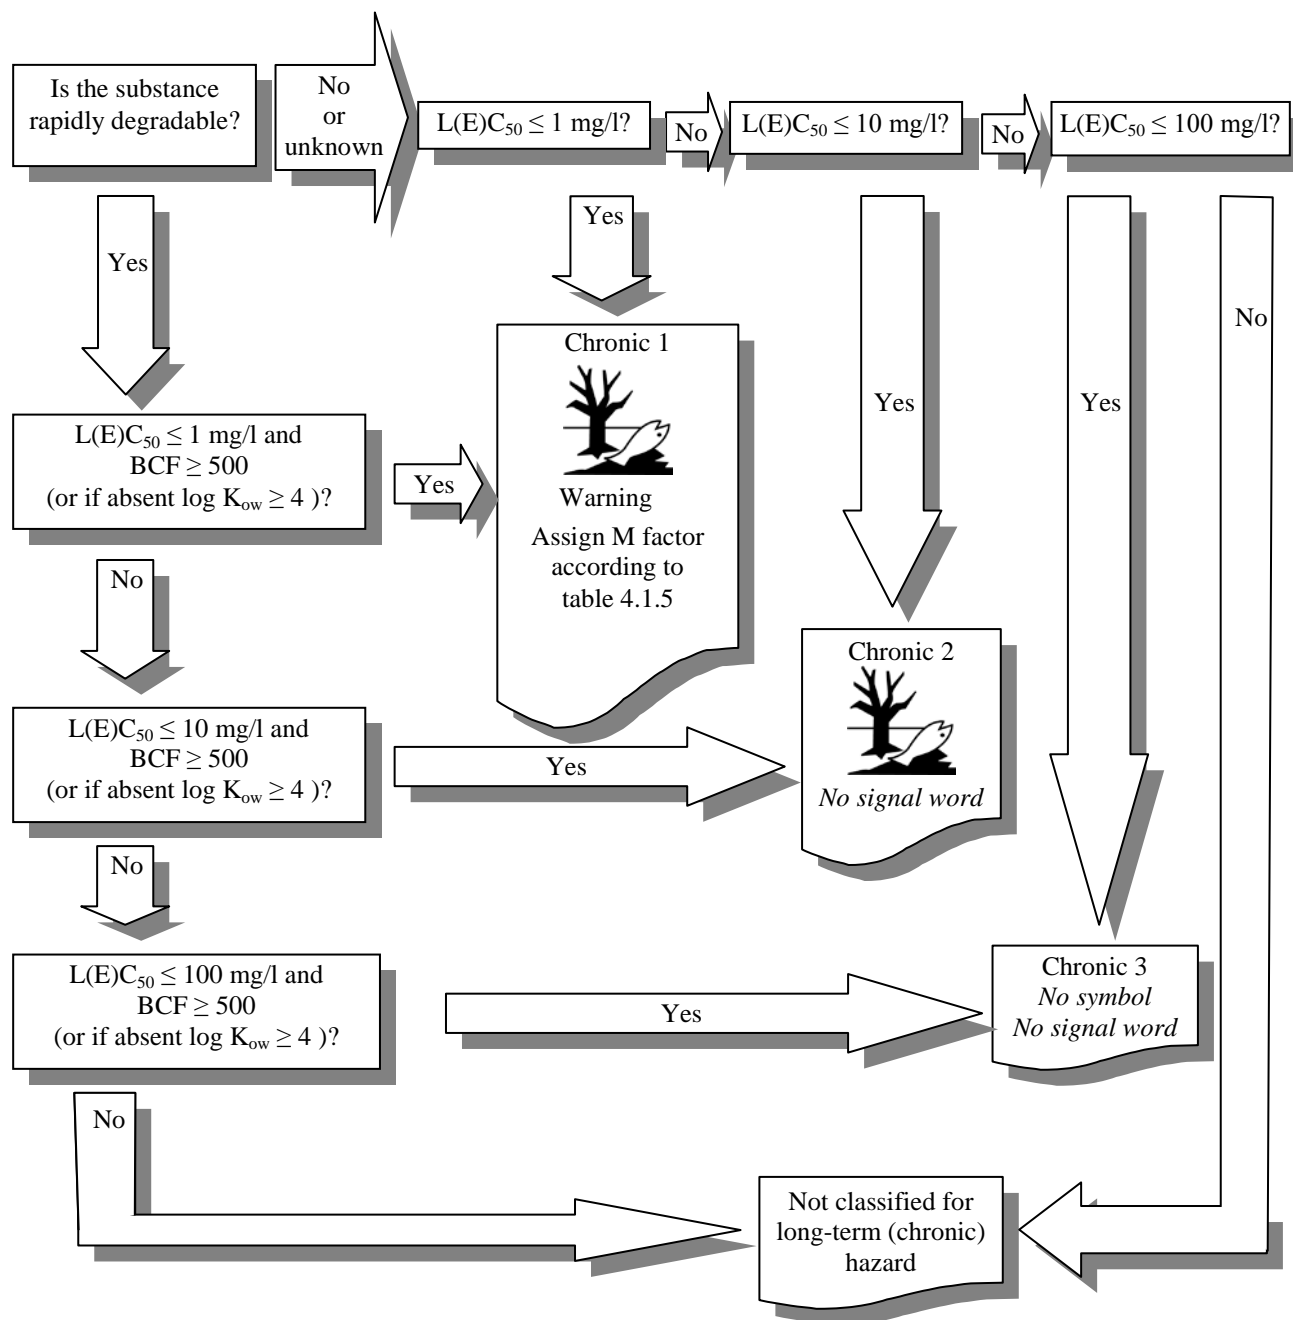 Is the substance
rapidly degradable?
No
or
unknown
L(E)C₅₀ ≤ 1 mg/l?
No
L(E)C₅₀ ≤ 10 mg/l?
No
L(E)C₅₀ ≤ 100 mg/l?
Yes
Yes
Yes
Yes
No
Chronic 1
Warning
Assign M factor
according to
table 4.1.5
L(E)C₅₀ ≤ 1 mg/l and
BCF ≥ 500
(or if absent log Kₒw ≥ 4 )?
Yes
No
Chronic 2
No signal word
L(E)C₅₀ ≤ 10 mg/l and
BCF ≥ 500
(or if absent log Kₒw ≥ 4 )?
Yes
No
L(E)C₅₀ ≤ 100 mg/l and
BCF ≥ 500
(or if absent log Kₒw ≥ 4 )?
Yes
Chronic 3
No symbol
No signal word
No
Not classified for
long-term (chronic)
hazard